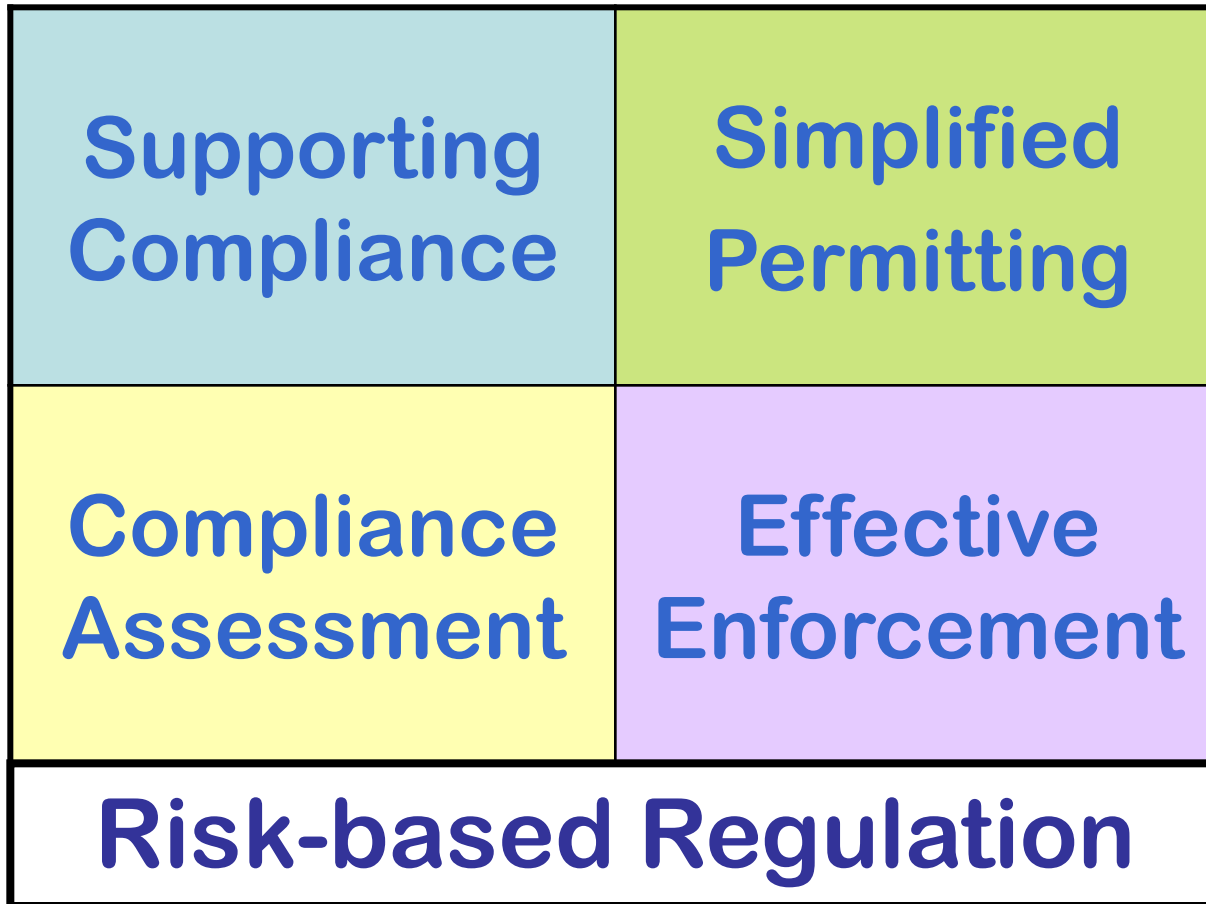 Supporting
Compliance
Simplified
Permitting
Compliance
Assessment
Effective
Enforcement
Risk-based Regulation